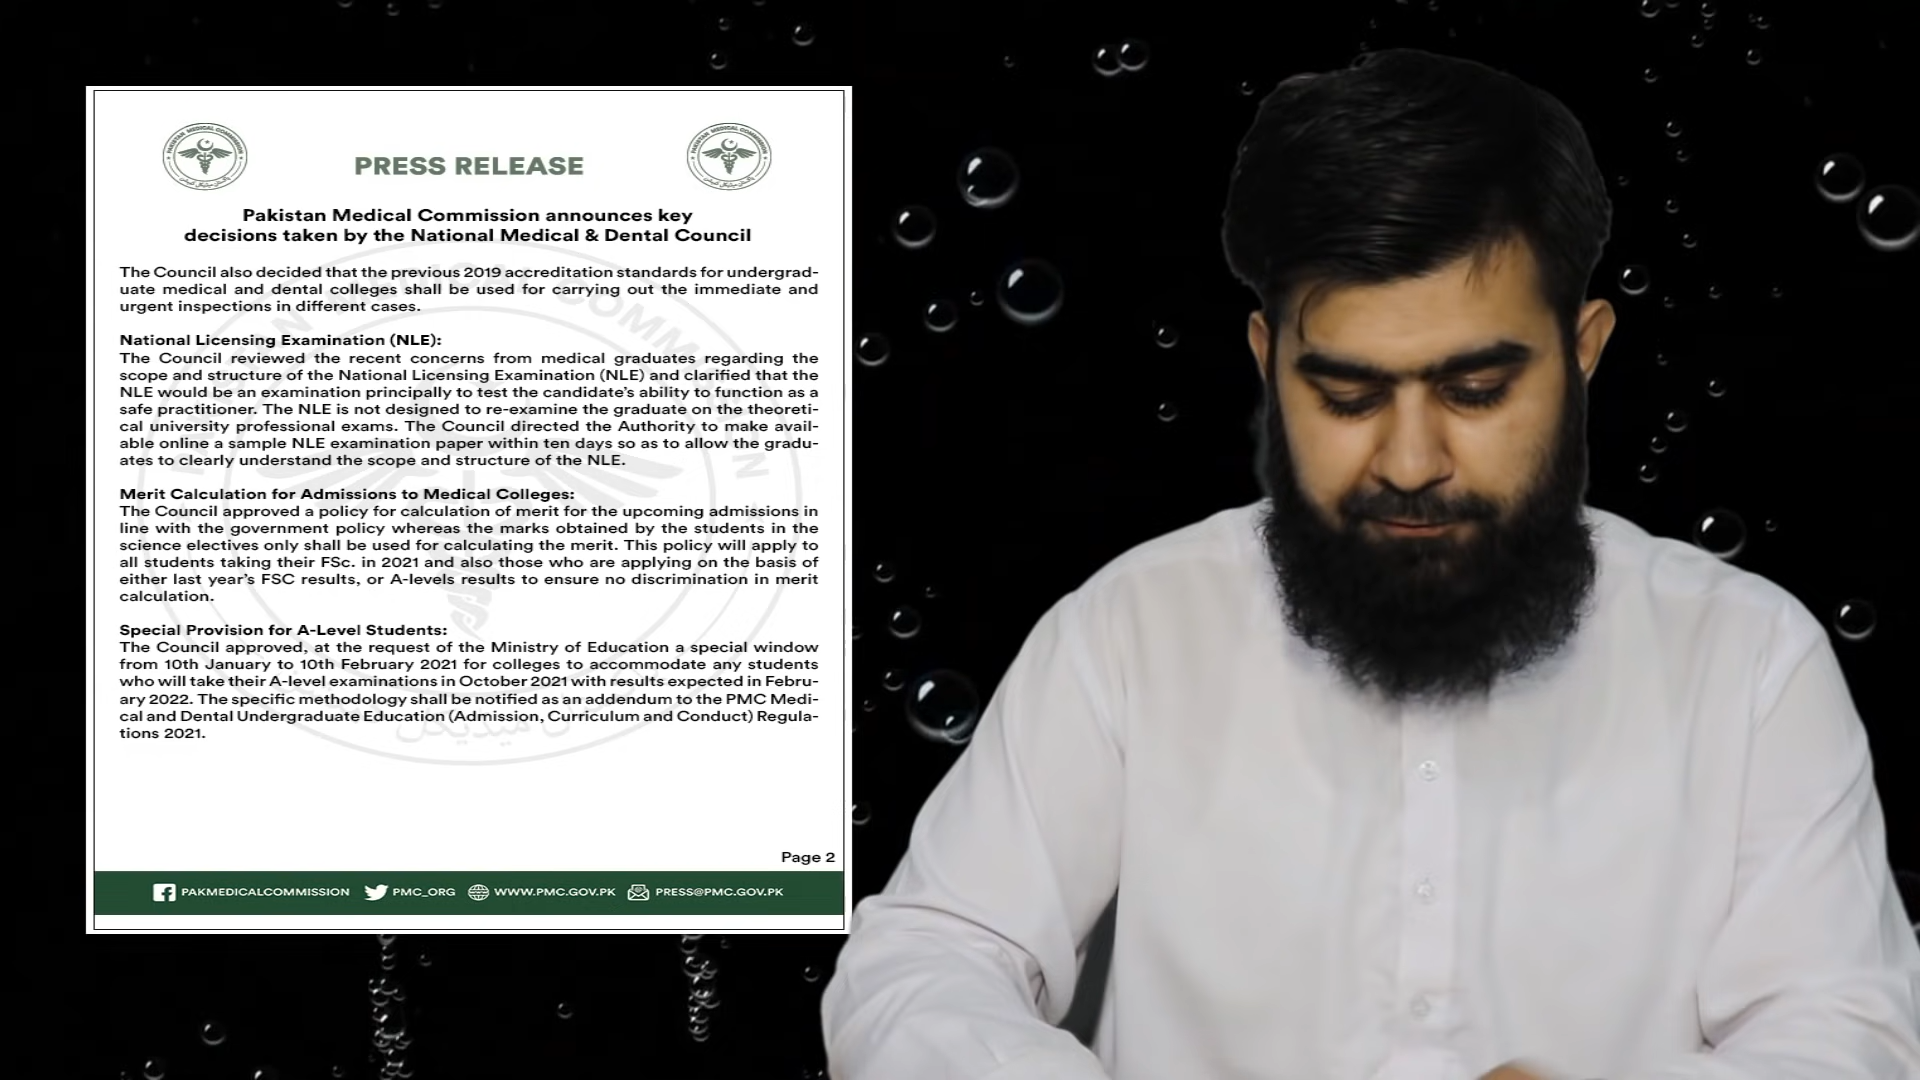 PAKISTAN MEDICAL COMMISSION
PRESS RELEASE
PAKISTAN MEDICAL COMMISSION
Pakistan Medical Commission announces key
decisions taken by the National Medical & Dental Council
The Council also decided that the previous 2019 accreditation standards for undergrad-
uate medical and dental colleges shall be used for carrying out the immediate and
urgent inspections in different cases.
National Licensing Examination (NLE):
The Council reviewed the recent concerns from medical graduates regarding the
scope and structure of the National Licensing Examination (NLE) and clarified that the
NLE would be an examination principally to test the candidate's ability to function as a
safe practitioner. The NLE is not designed to re-examine the graduate on the theoreti-
cal university professional exams. The Council directed the Authority to make avail-
able online a sample NLE examination paper within ten days so as to allow the gradu-
ates to clearly understand the scope and structure of the NLE.
Merit Calculation for Admissions to Medical Colleges:
The Council approved a policy for calculation of merit for the upcoming admissions in
line with the government policy whereas the marks obtained by the students in the
science electives only shall be used for calculating the merit. This policy will apply to
all students taking their FSc. in 2021 and also those who are applying on the basis of
either last year's FSC results, or A-levels results to ensure no discrimination in merit
calculation.
Special Provision for A-Level Students:
The Council approved, at the request of the Ministry of Education a special window
from 10th January to 10th February 2021 for colleges to accommodate any students
who will take their A-level examinations in October 2021 with results expected in Febru-
ary 2022. The specific methodology shall be notified as an addendum to the PMC Medi-
cal and Dental Undergraduate Education (Admission, Curriculum and Conduct) Regula-
tions 2021.
Page 2
PAKMEDICALCOMMISSION PMC_ORG WWW.PMC.GOV.PK PRESS@PMC.GOV.PK